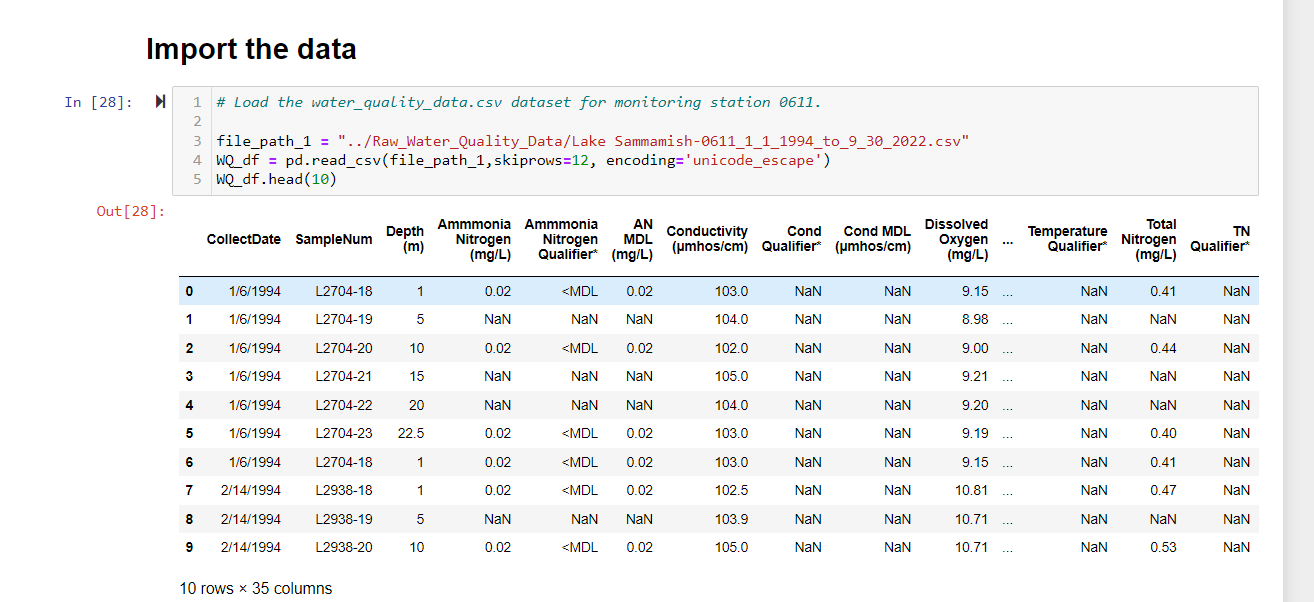 Import the data
In [28]:
1 # Load the water_quality_data.csv dataset for monitoring station 0611.
2
3 file_path_1 = "../Raw_Water_Quality_Data/Lake Sammamish-0611_1_1_1994_to_9_30_2022.csv"
4 WQ_df = pd.read_csv(file_path_1,skiprows=12, encoding='unicode_escape')
5 WQ_df.head(10)
Out[28]:
CollectDate SampleNum Depth (m) Ammmonia Nitrogen (mg/L) Ammmonia Nitrogen Qualifier* AN MDL (mg/L) Conductivity (µmhos/cm) Cond Qualifier* Cond MDL (µmhos/cm) Dissolved Oxygen (mg/L) ... Temperature Qualifier* Total Nitrogen (mg/L) TN Qualifier*
0 1/6/1994 L2704-18 1 0.02 <MDL 0.02 103.0 NaN NaN 9.15 ... NaN 0.41 NaN
1 1/6/1994 L2704-19 5 NaN NaN NaN 104.0 NaN NaN 8.98 ... NaN NaN NaN
2 1/6/1994 L2704-20 10 0.02 <MDL 0.02 102.0 NaN NaN 9.00 ... NaN 0.44 NaN
3 1/6/1994 L2704-21 15 NaN NaN NaN 105.0 NaN NaN 9.21 ... NaN NaN NaN
4 1/6/1994 L2704-22 20 NaN NaN NaN 104.0 NaN NaN 9.20 ... NaN NaN NaN
5 1/6/1994 L2704-23 22.5 0.02 <MDL 0.02 103.0 NaN NaN 9.19 ... NaN 0.40 NaN
6 1/6/1994 L2704-18 1 0.02 <MDL 0.02 103.0 NaN NaN 9.15 ... NaN 0.41 NaN
7 2/14/1994 L2938-18 1 0.02 <MDL 0.02 102.5 NaN NaN 10.81 ... NaN 0.47 NaN
8 2/14/1994 L2938-19 5 NaN NaN NaN 103.9 NaN NaN 10.71 ... NaN NaN NaN
9 2/14/1994 L2938-20 10 0.02 <MDL 0.02 105.0 NaN NaN 10.71 ... NaN 0.53 NaN
10 rows × 35 columns